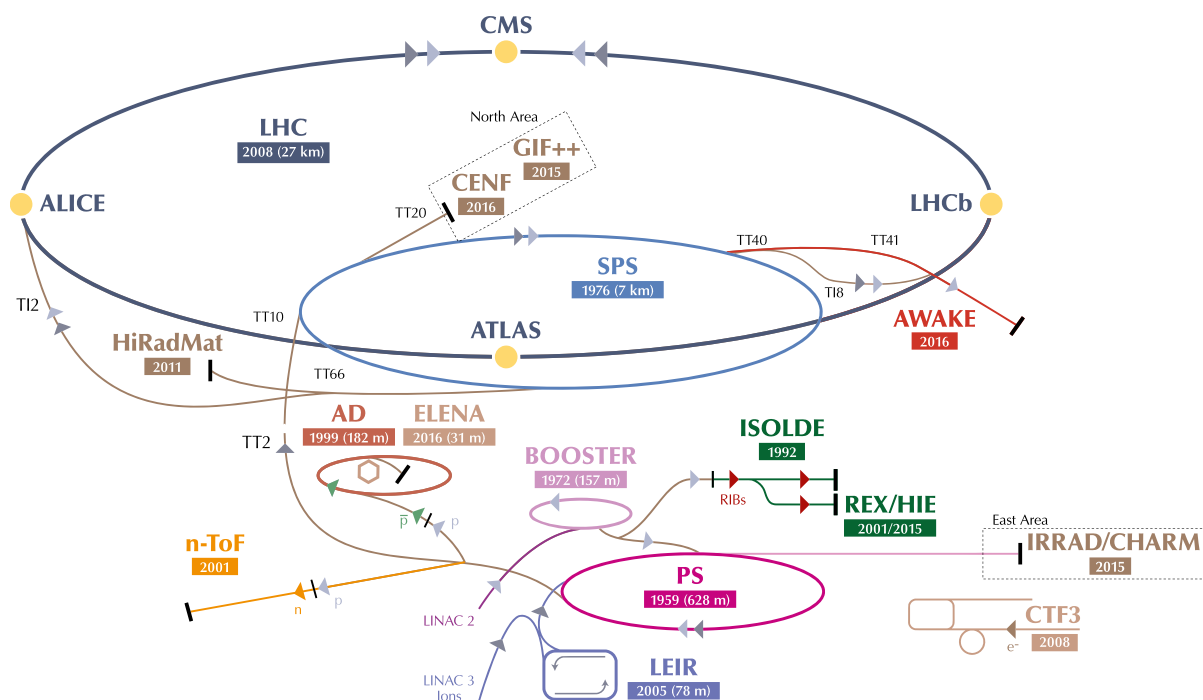 CMS
North Area
LHC
2008 (27 km)
GIF++
2015
CENF
2016
ALICE
LHCb
TT20
TT40
TT41
SPS
1976 (7 km)
TI8
TI2
TT10
ATLAS
AWAKE
2016
HiRadMat
2011
TT66
AD
1999 (182 m)
ELENA
2016 (31 m)
TT2
BOOSTER
1972 (157 m)
ISOLDE
1992
RIBs
REX/HIE
2001/2015
p̅
p
East Area
n-ToF
2001
IRRAD/CHARM
2015
PS
1959 (628 m)
n
p
LINAC 2
CTF3
2008
e-
LEIR
2005 (78 m)
LINAC 3
Ions